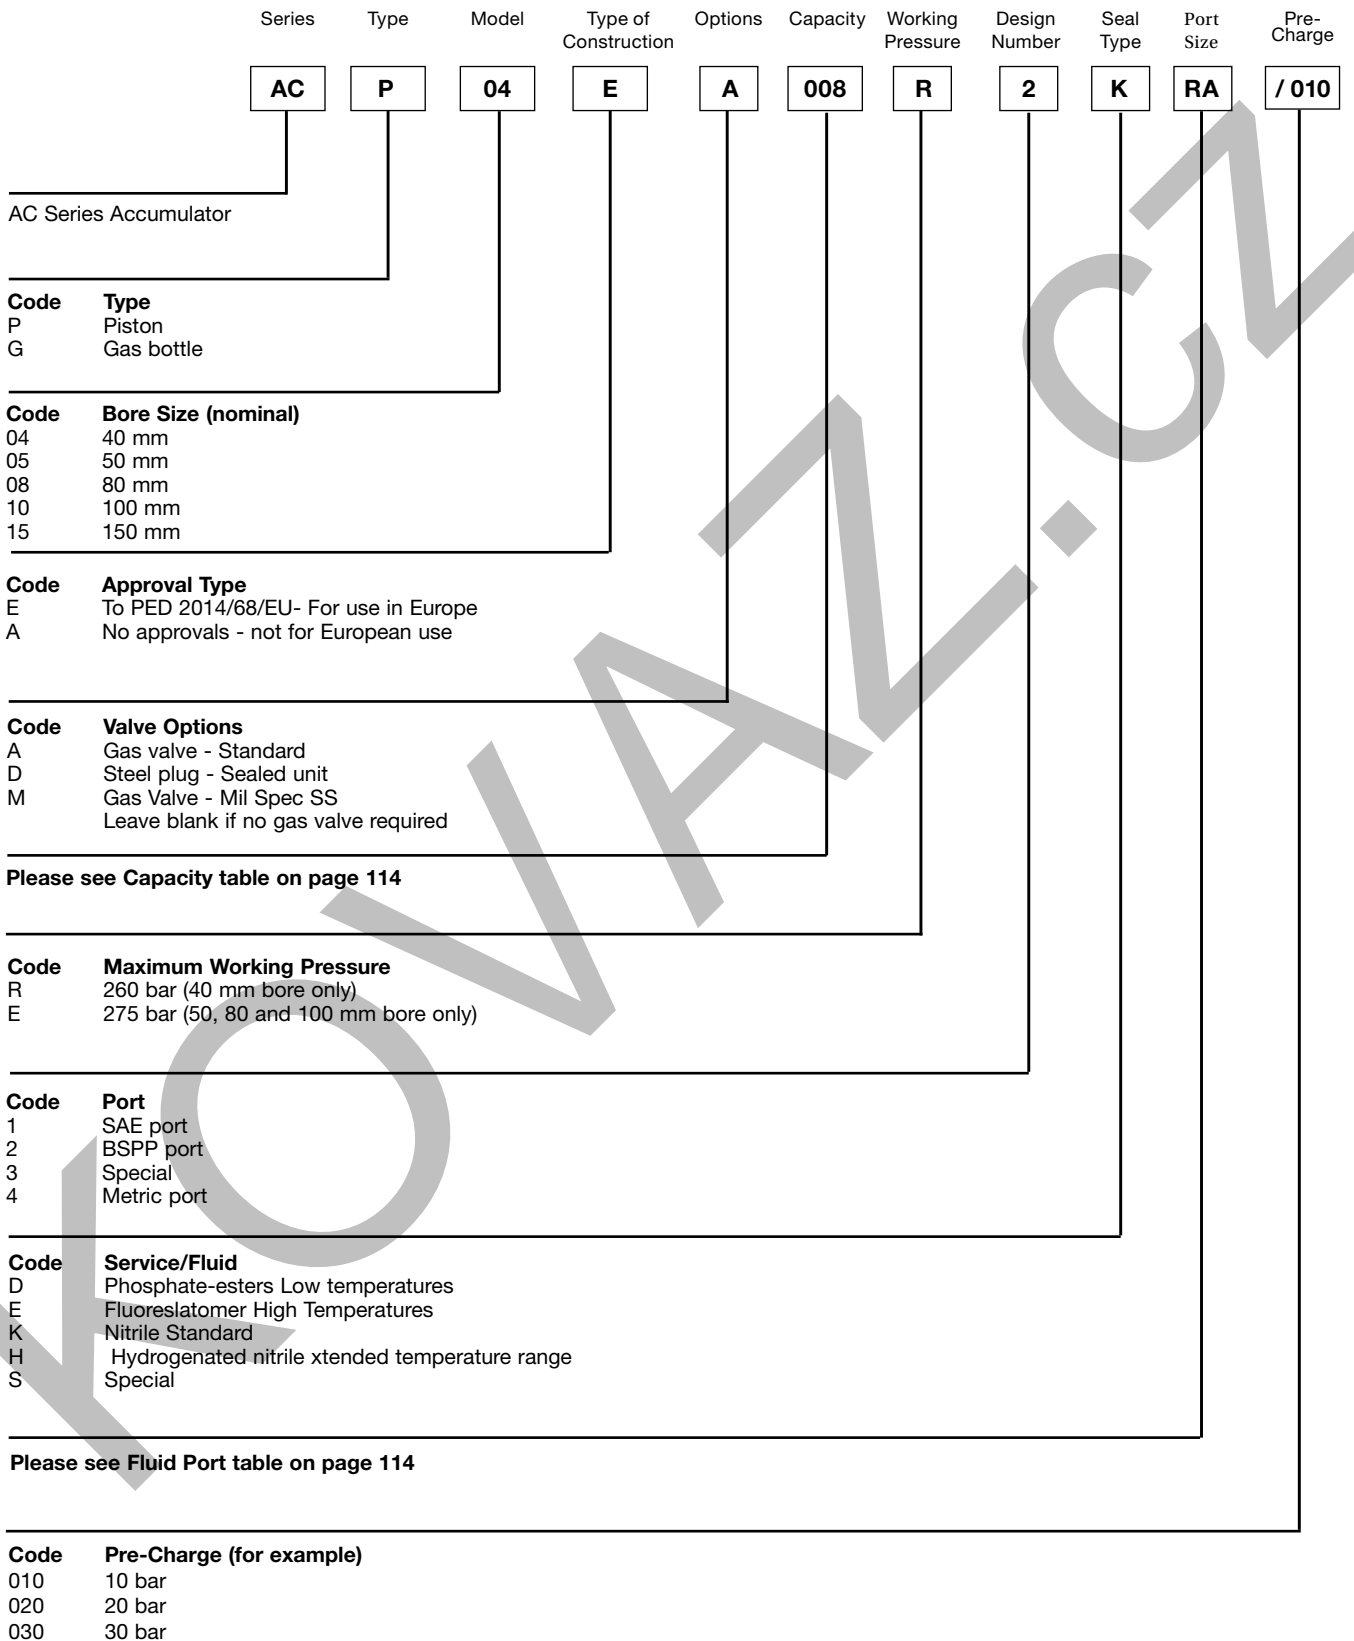 Series Type Model Type of Construction Options Capacity Working Pressure Design Number Seal Type Port Size Pre-Charge
AC P 04 E A 008 R 2 K RA / 010
AC Series Accumulator
Code Type
P Piston
G Gas bottle
Code Bore Size (nominal)
04 40 mm
05 50 mm
08 80 mm
10 100 mm
15 150 mm
Code Approval Type
E To PED 2014/68/EU- For use in Europe
A No approvals - not for European use
Code Valve Options
A Gas valve - Standard
D Steel plug - Sealed unit
M Gas Valve - Mil Spec SS
Leave blank if no gas valve required
Please see Capacity table on page 114
Code Maximum Working Pressure
R 260 bar (40 mm bore only)
E 275 bar (50, 80 and 100 mm bore only)
Code Port
1 SAE port
2 BSPP port
3 Special
4 Metric port
Code Service/Fluid
D Phosphate-esters Low temperatures
E Fluoreslatomer High Temperatures
K Nitrile Standard
H Hydrogenated nitrile xtended temperature range
S Special
Please see Fluid Port table on page 114
Code Pre-Charge (for example)
010 10 bar
020 20 bar
030 30 bar
KOVAZ.CZ